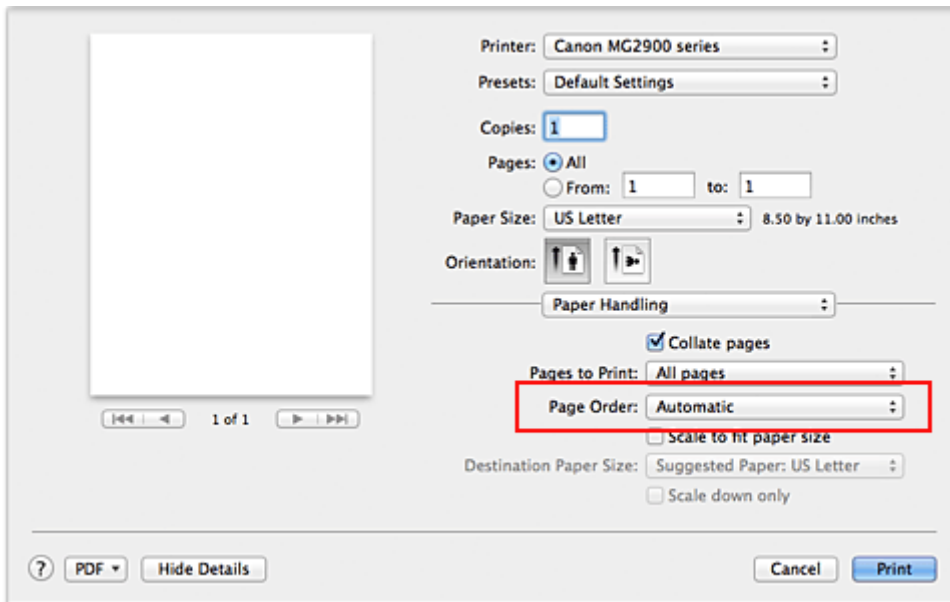 Printer: Canon MG2900 series
Presets: Default Settings
Copies: 1
Pages: All
From: 1 to: 1
Paper Size: US Letter 8.50 by 11.00 inches
Orientation:
Paper Handling
Collate pages
Pages to Print: All pages
Page Order: Automatic
Scale to fit paper size
Destination Paper Size: Suggested Paper: US Letter
Scale down only
1 of 1
? PDF Hide Details Cancel Print